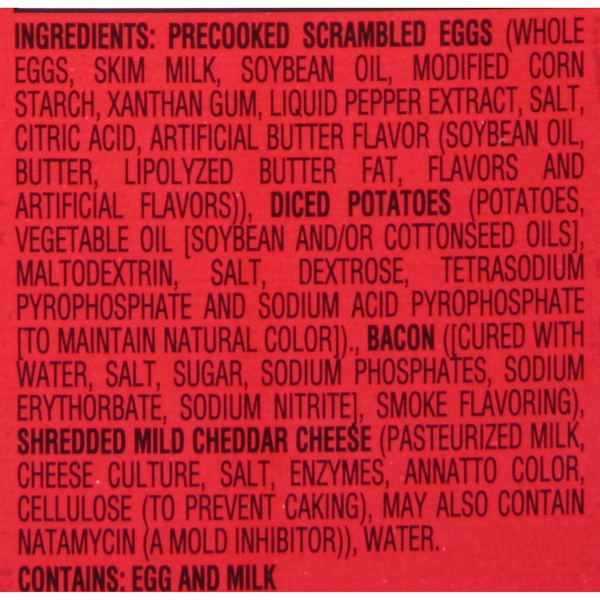 INGREDIENTS: PRECOOKED SCRAMBLED EGGS (WHOLE
EGGS, SKIM MILK, SOYBEAN OIL, MODIFIED CORN
STARCH, XANTHAN GUM, LIQUID PEPPER EXTRACT, SALT,
CITRIC ACID, ARTIFICIAL BUTTER FLAVOR (SOYBEAN OIL,
BUTTER, LIPOLYZED BUTTER FAT, FLAVORS AND
ARTIFICIAL FLAVORS)), DICED POTATOES (POTATOES,
VEGETABLE OIL [SOYBEAN AND/OR COTTONSEED OILS],
MALTODEXTRIN, SALT, DEXTROSE, TETRASODIUM
PYROPHOSPHATE AND SODIUM ACID PYROPHOSPHATE
[TO MAINTAIN NATURAL COLOR])., BACON ([CURED WITH
WATER, SALT, SUGAR, SODIUM PHOSPHATES, SODIUM
ERYTHORBATE, SODIUM NITRITE], SMOKE FLAVORING),
SHREDDED MILD CHEDDAR CHEESE (PASTEURIZED MILK,
CHEESE CULTURE, SALT, ENZYMES, ANNATTO COLOR,
CELLULOSE (TO PREVENT CAKING), MAY ALSO CONTAIN
NATAMYCIN (A MOLD INHIBITOR)), WATER.
CONTAINS: EGG AND MILK